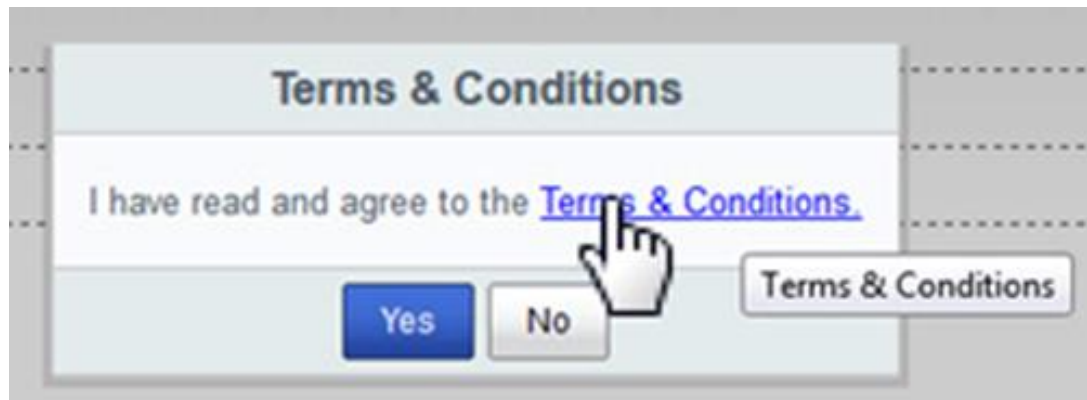 Terms & Conditions
I have read and agree to the Terms & Conditions.
Terms & Conditions
Yes No